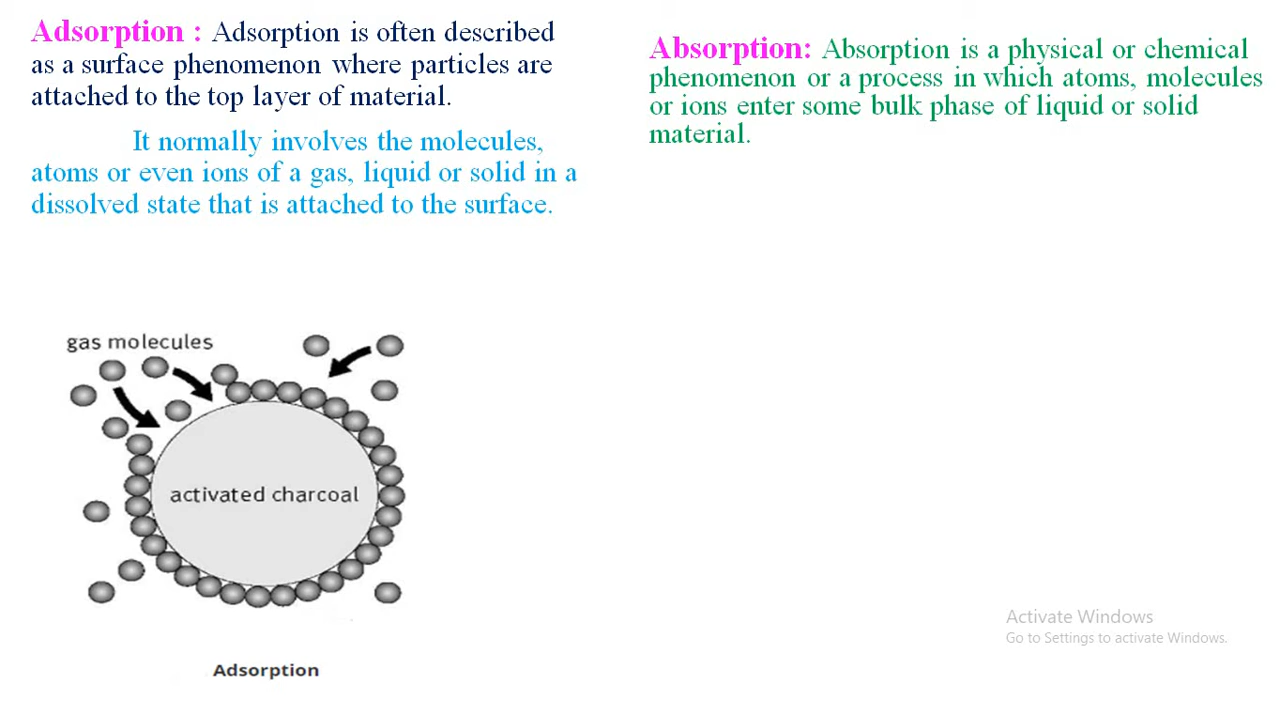 Adsorption : Adsorption is often described
as a surface phenomenon where particles are
attached to the top layer of material.
It normally involves the molecules,
atoms or even ions of a gas, liquid or solid in a
dissolved state that is attached to the surface.
Absorption: Absorption is a physical or chemical
phenomenon or a process in which atoms, molecules
or ions enter some bulk phase of liquid or solid
material.
gas molecules
activated charcoal
Adsorption
Activate Windows
Go to Settings to activate Windows.